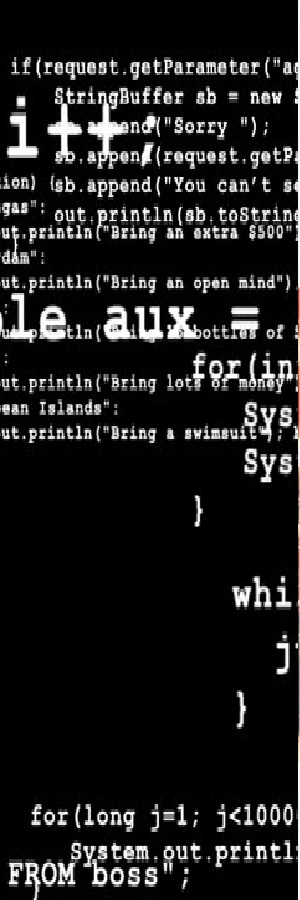 if(request.getParameter("ag
StringBuffer sb = new S
i++;
sb.append("Sorry ");
sb.append(request.getPa
ion) {
sb.append("You can't se
gas":
out.println(sb.toString
ut.println("Bring an extra $500")
dam":
ut.println("Bring an open mind")
le aux =
ut.println("Bring bottles of
:
for(in
ut.println("Bring lots of money"
ean Islands":
Sys
ut.println("Bring a swimsuit");
Sys
}
whi
j
}
for(long j=1; j<1000
System.out.printl
FROM boss";